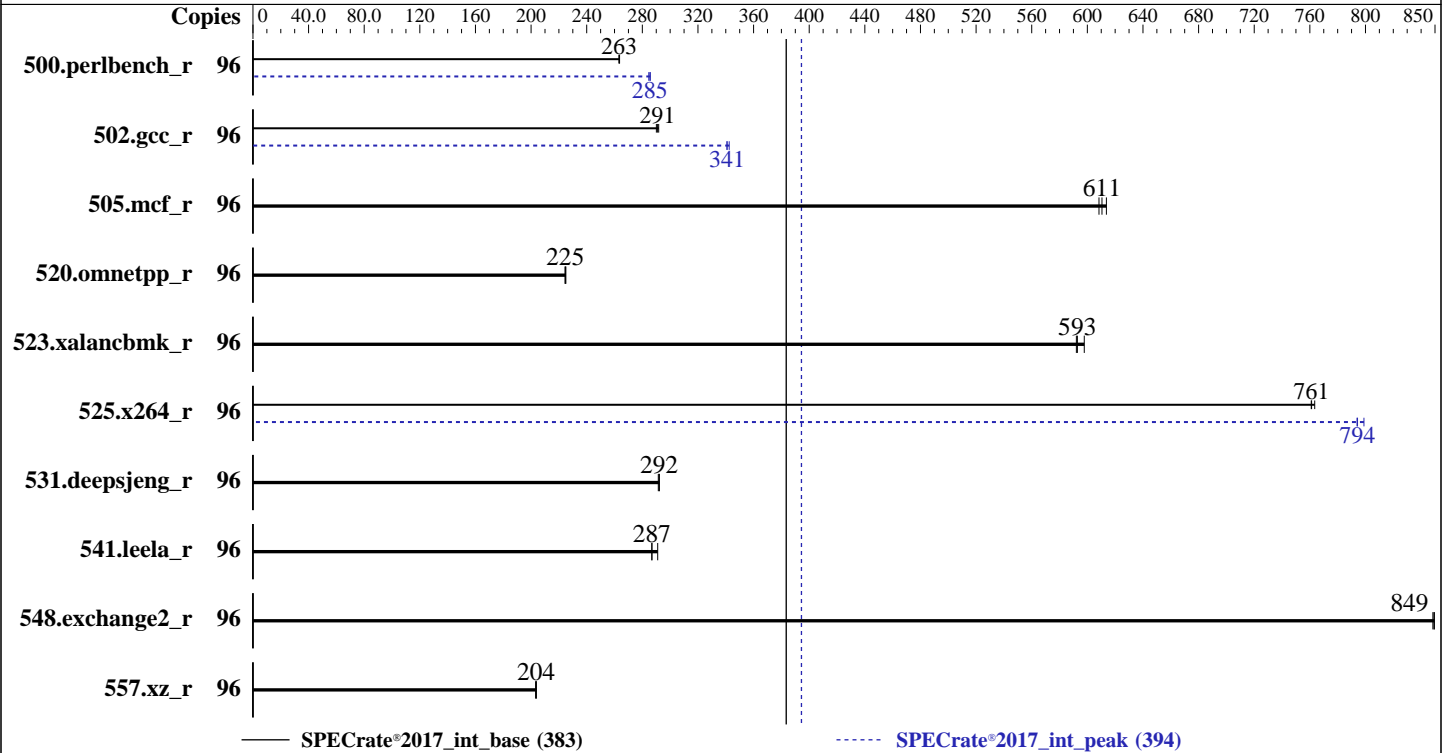 Copies 0 40.0 80.0 120 160 200 240 280 320 360 400 440 480 520 560 600 640 680 720 760 800 850
263
500.perlbench_r 96
285
291
502.gcc_r 96
341
611
505.mcf_r 96
225
520.omnetpp_r 96
593
523.xalancbmk_r 96
761
525.x264_r 96
794
292
531.deepsjeng_r 96
287
541.leela_r 96
849
548.exchange2_r 96
204
557.xz_r 96
SPECrate®2017_int_base (383) SPECrate®2017_int_peak (394)